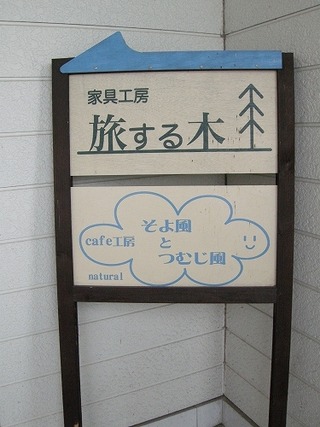 家具工房
旅する木
cafe工房
そよ風
と
つむじ風
natural